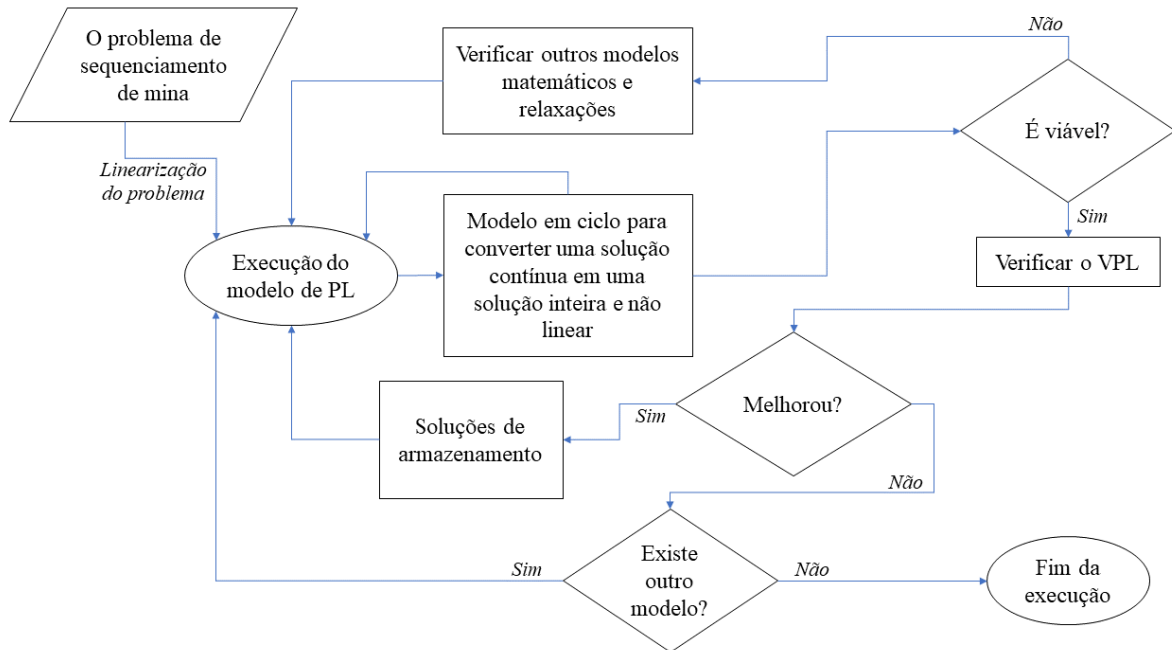 O problema de
sequenciamento
de mina
Verificar outros modelos
matemáticos e
relaxações
Não
É viável?
Linearização
do problema
Modelo em ciclo para
converter uma solução
contínua em uma
solução inteira e não
linear
Sim
Execução do
modelo de PL
Verificar o VPL
Melhorou?
Sim
Soluções de
armazenamento
Não
Existe
outro
modelo?
Sim
Não
Fim da
execução